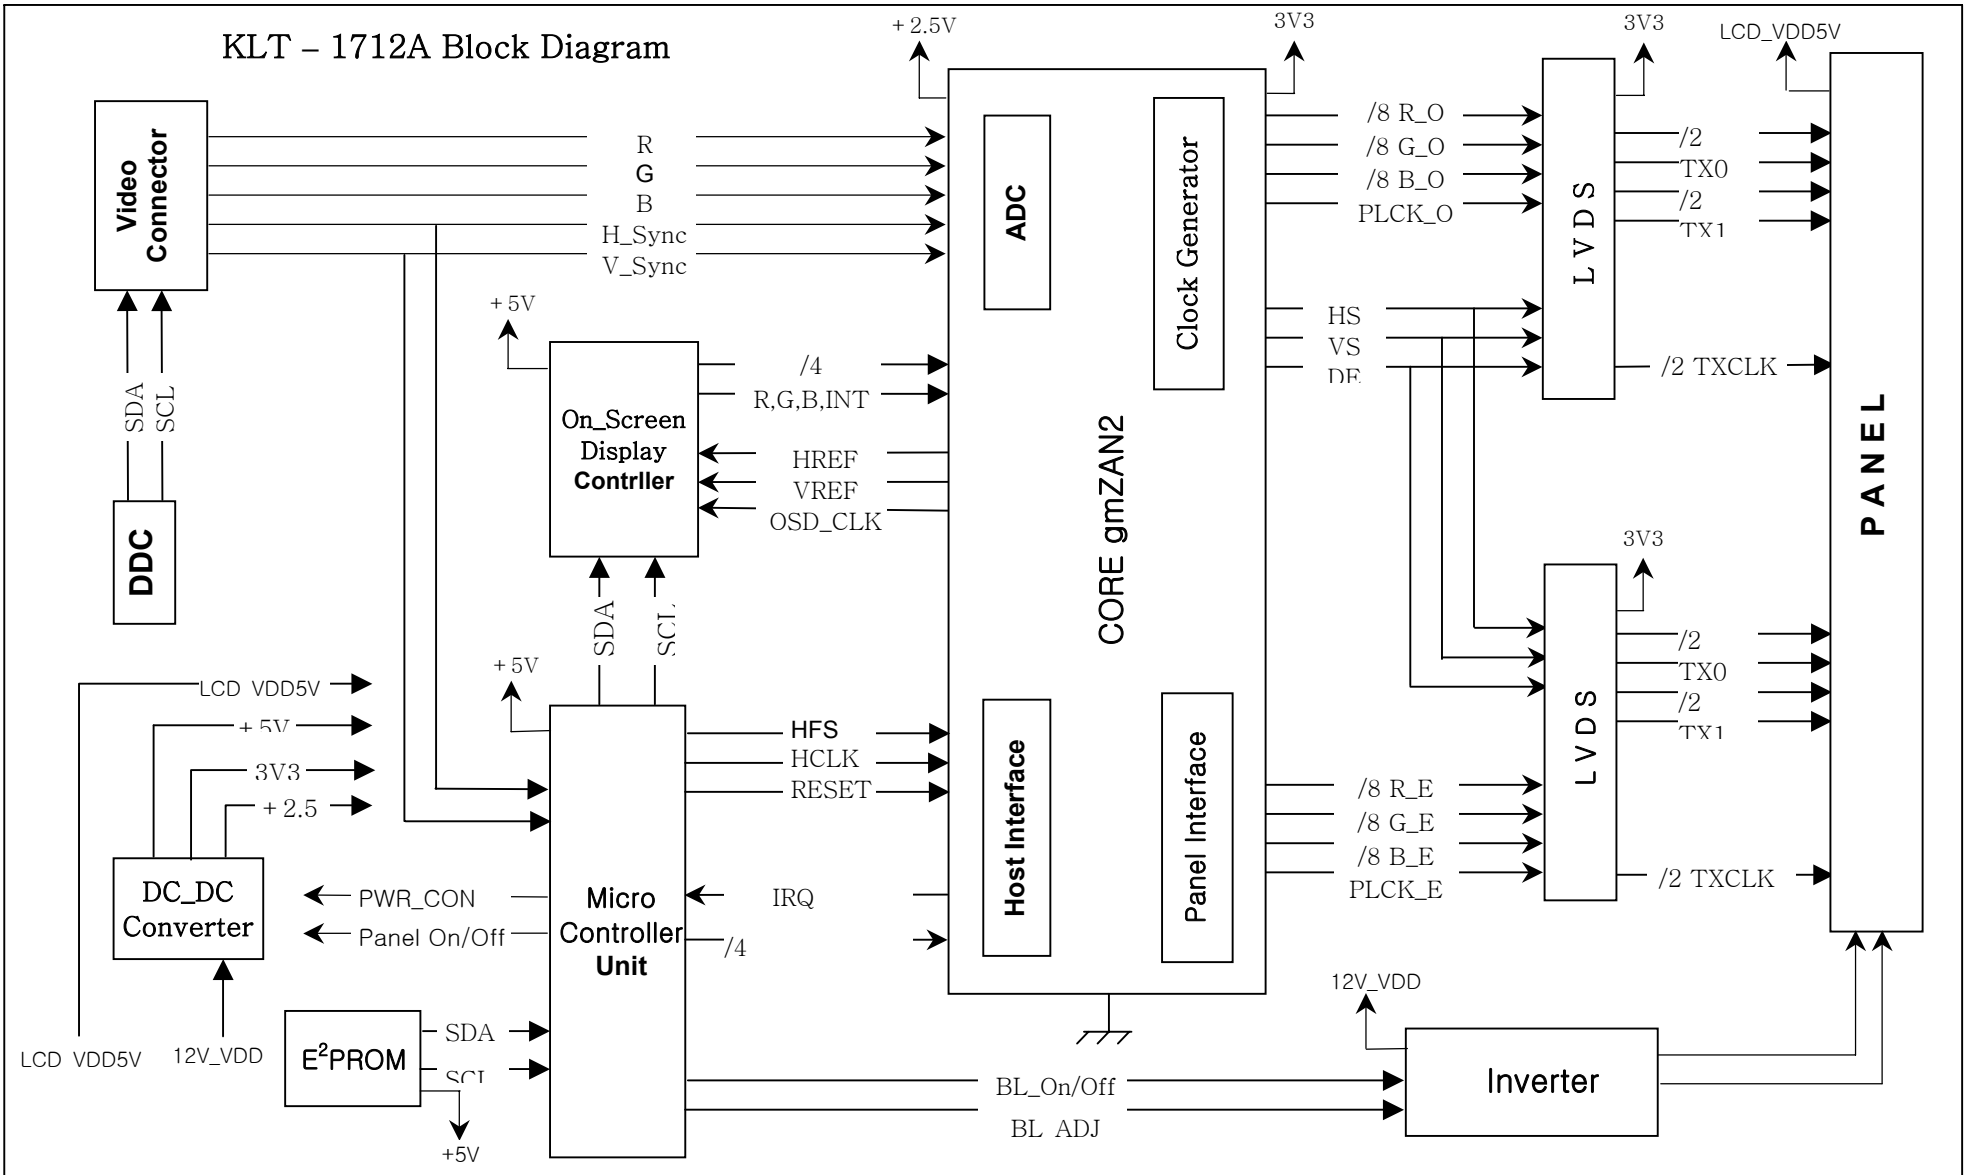 KLT – 1712A Block Diagram
+2.5V
3V3
3V3
LCD_VDD5V
Video
Connector
R
G
B
H_Sync
V_Sync
ADC
Clock Generator
/8 R_O
/8 G_O
/8 B_O
PLCK_O
LVDS
/2
TX0
/2
TX1
HS
VS
DE
/2 TXCLK
PANEL
SDA
SCL
DDC
+5V
On_Screen
Display
Contrller
/4
R,G,B,INT
HREF
VREF
OSD_CLK
CORE gmZAN2
SDA
SCL
+5V
3V3
LVDS
/2
TX0
/2
TX1
LCD VDD5V
+5V
3V3
+2.5
DC_DC
Converter
LCD VDD5V
12V_VDD
HFS
HCLK
RESET
Host Interface
Panel Interface
/8 R_E
/8 G_E
/8 B_E
PLCK_E
/2 TXCLK
PWR_CON
Panel On/Off
Micro
Controller
Unit
IRQ
/4
E²PROM
SDA
SCL
+5V
BL_On/Off
BL ADJ
12V_VDD
Inverter